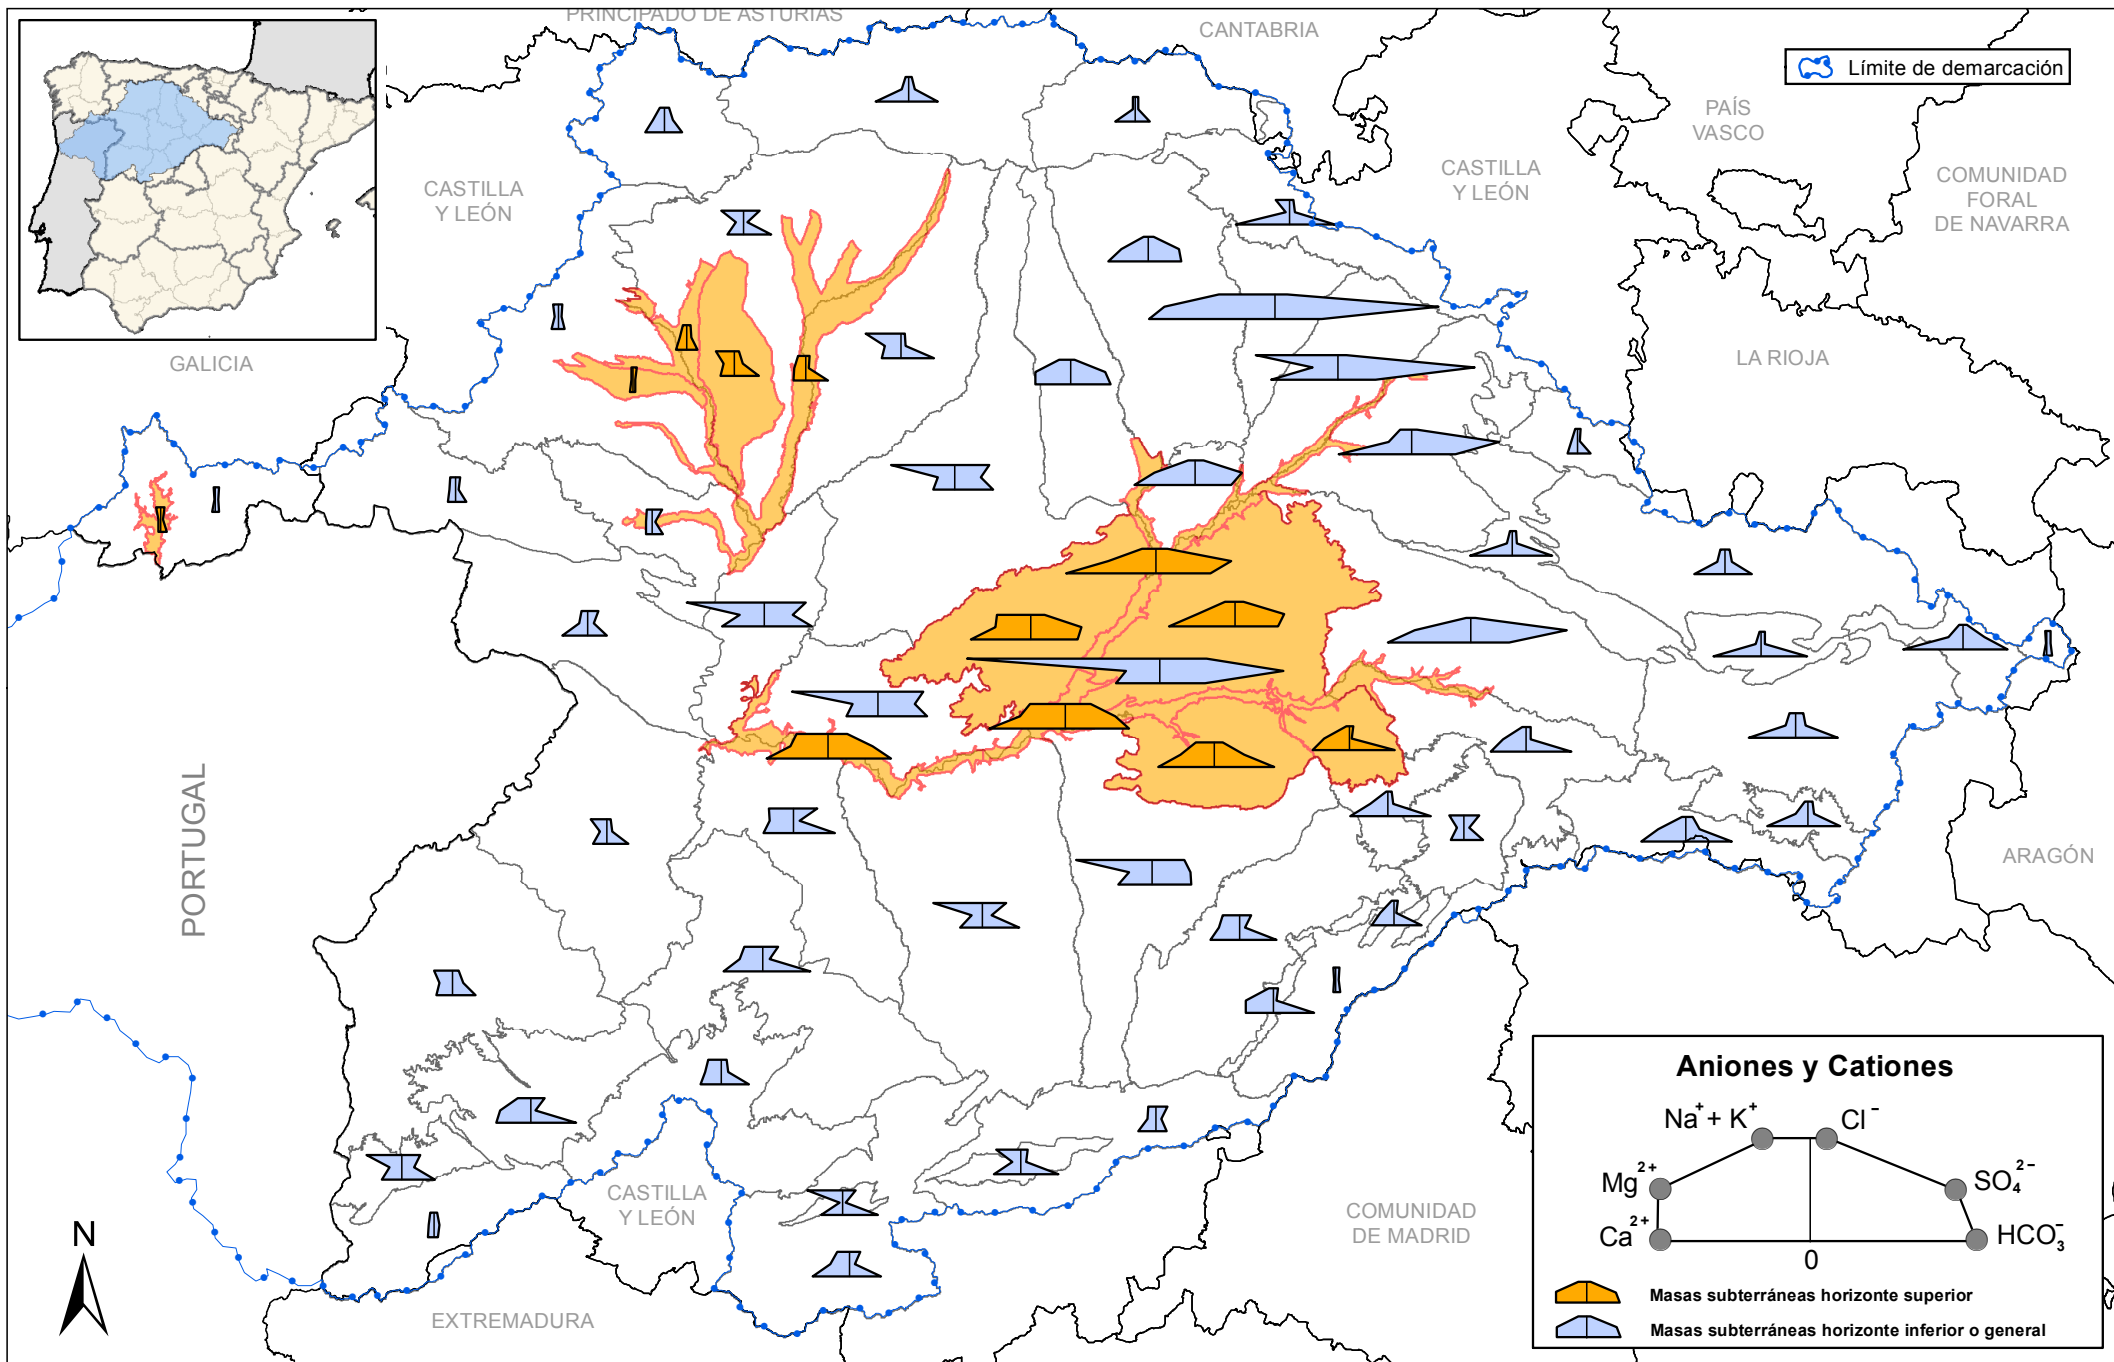 PRINCIPADO DE ASTURIAS
CANTABRIA
Límite de demarcación
PAÍS
VASCO
CASTILLA
Y LEÓN
CASTILLA
Y LEÓN
COMUNIDAD
FORAL
DE NAVARRA
GALICIA
LA RIOJA
PORTUGAL
ARAGÓN
CASTILLA
Y LEÓN
COMUNIDAD
DE MADRID
EXTREMADURA
N
Aniones y Cationes
Na⁺ + K⁺
Cl⁻
Mg²⁺
SO₄²⁻
Ca²⁺
HCO₃⁻
0
Masas subterráneas horizonte superior
Masas subterráneas horizonte inferior o general